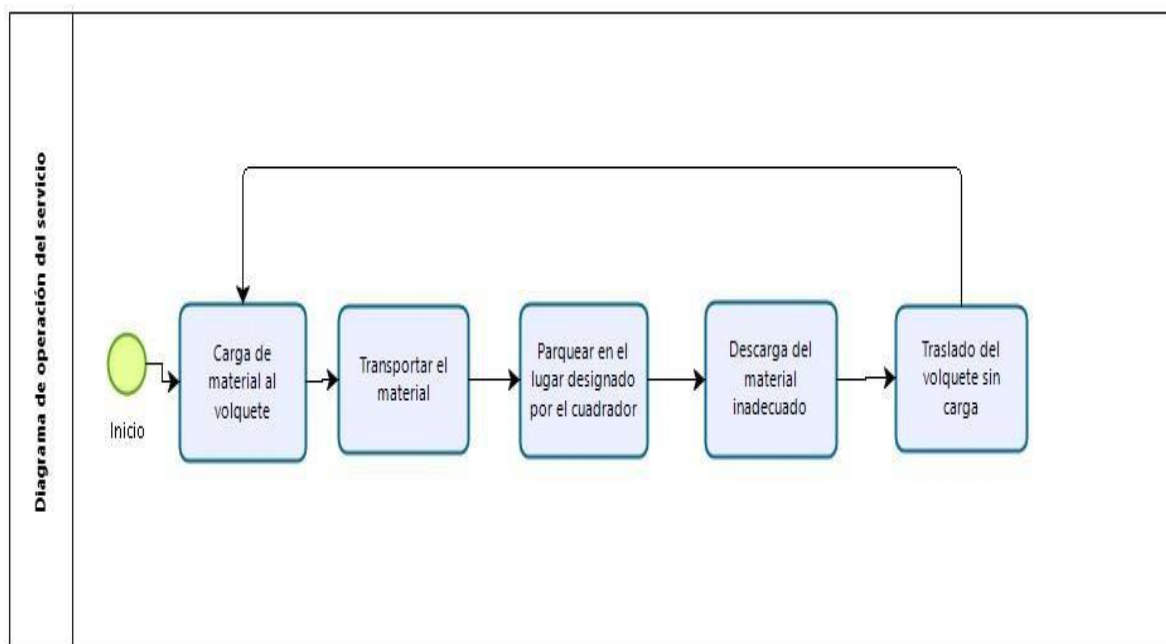 Diagrama de operación del servicio
Inicio
Carga de
material al
volquete
Transportar el
material
Parquear en el
lugar designado
por el cuadrador
Descarga del
material
inadecuado
Traslado del
volquete sin
carga